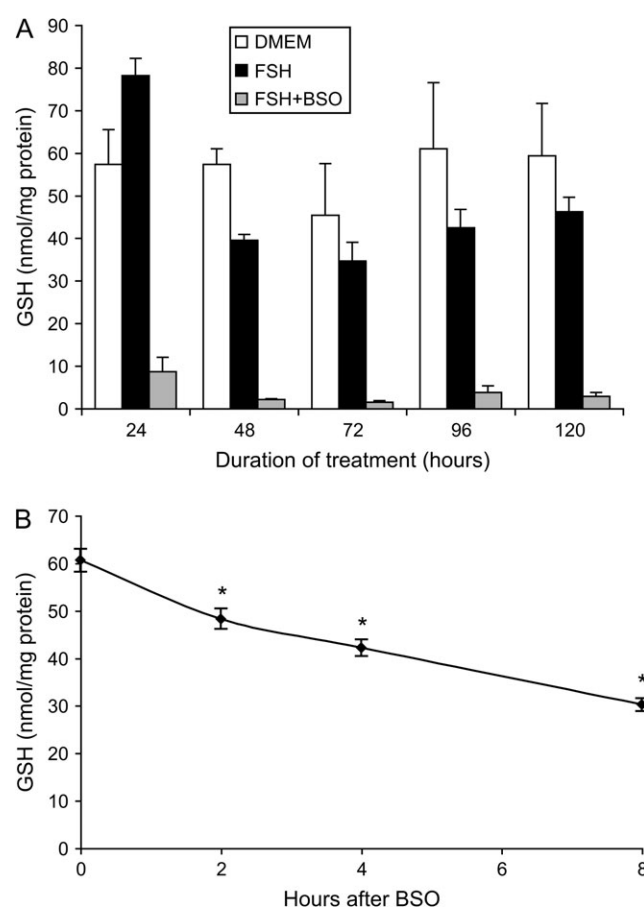 A
90
80
70
60
50
40
30
20
10
0
GSH (nmol/mg protein)
DMEM
FSH
FSH+BSO
24 48 72 96 120
Duration of treatment (hours)
B
70
60
50
40
30
20
10
0
GSH (nmol/mg protein)
* * *
0 2 4 6 8
Hours after BSO